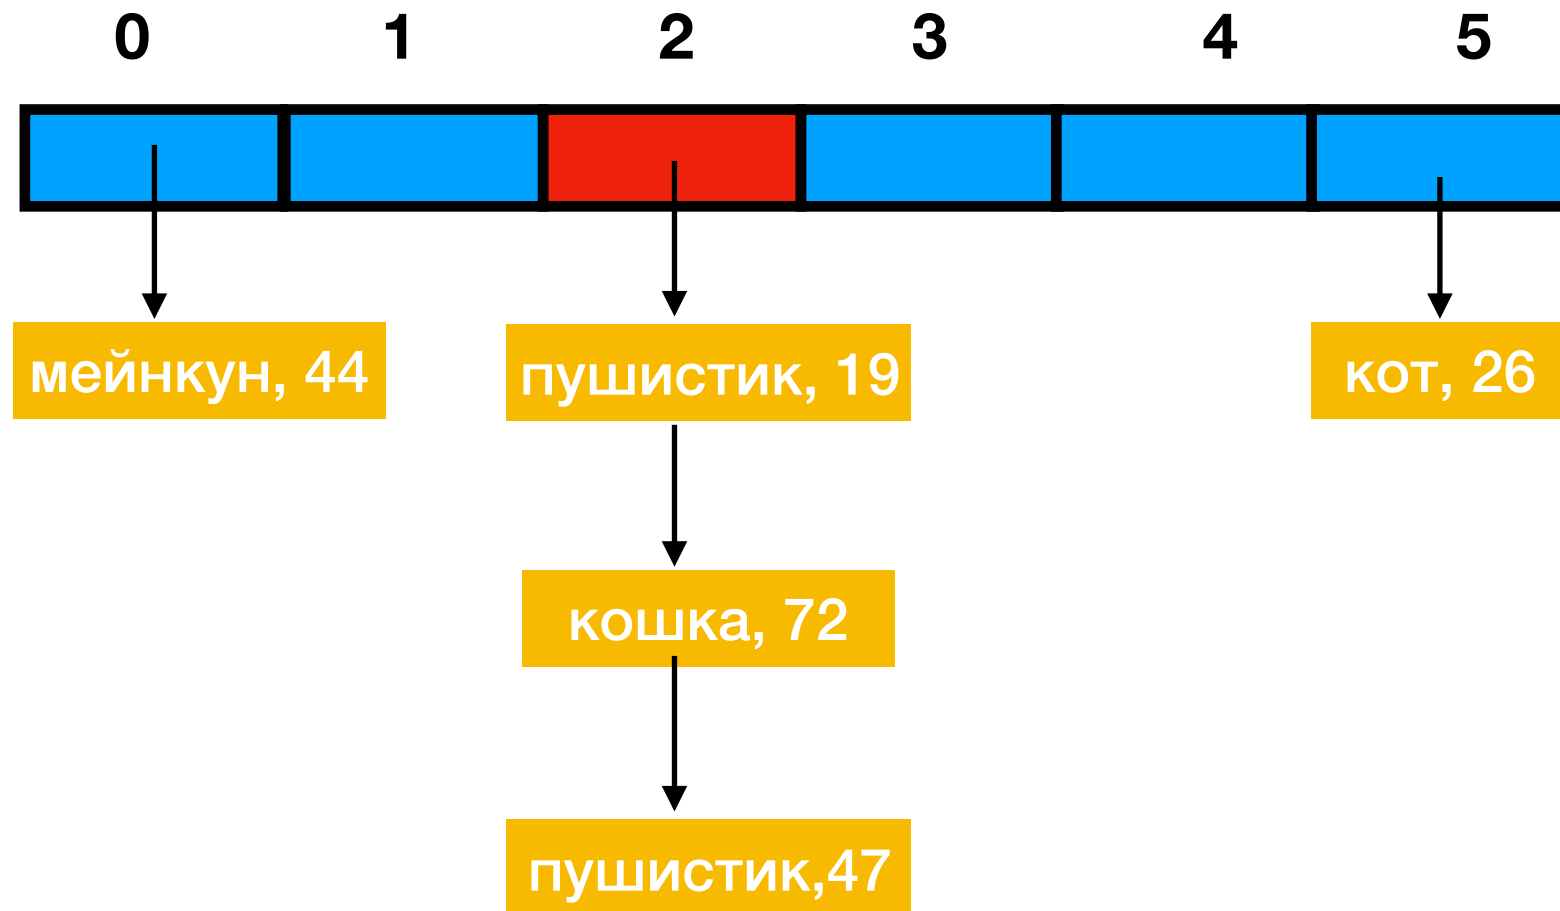 0 1 2 3 4 5
мейнкун, 44
пушистик, 19
кот, 26
кошка, 72
пушистик,47